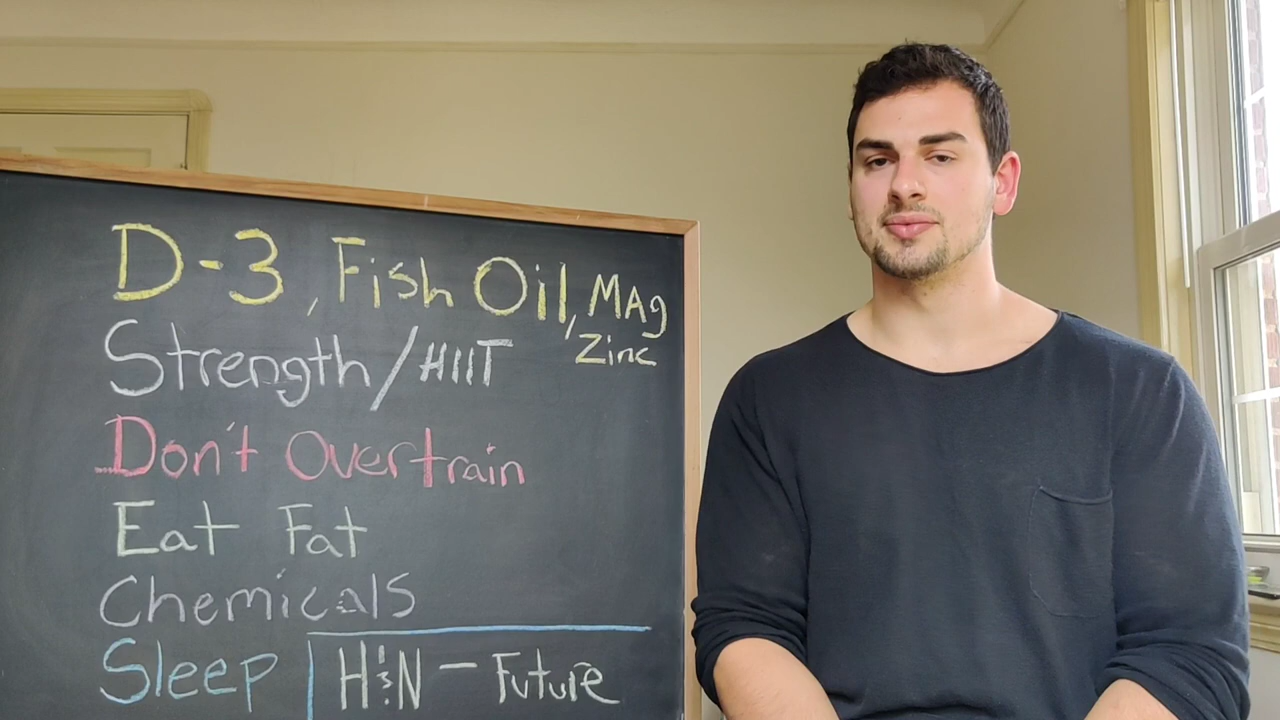 D-3, Fish Oil, MAg
Zinc
Strength/HIIT
Don't Overtrain
Eat Fat
Chemicals
Sleep
H!&N - Future